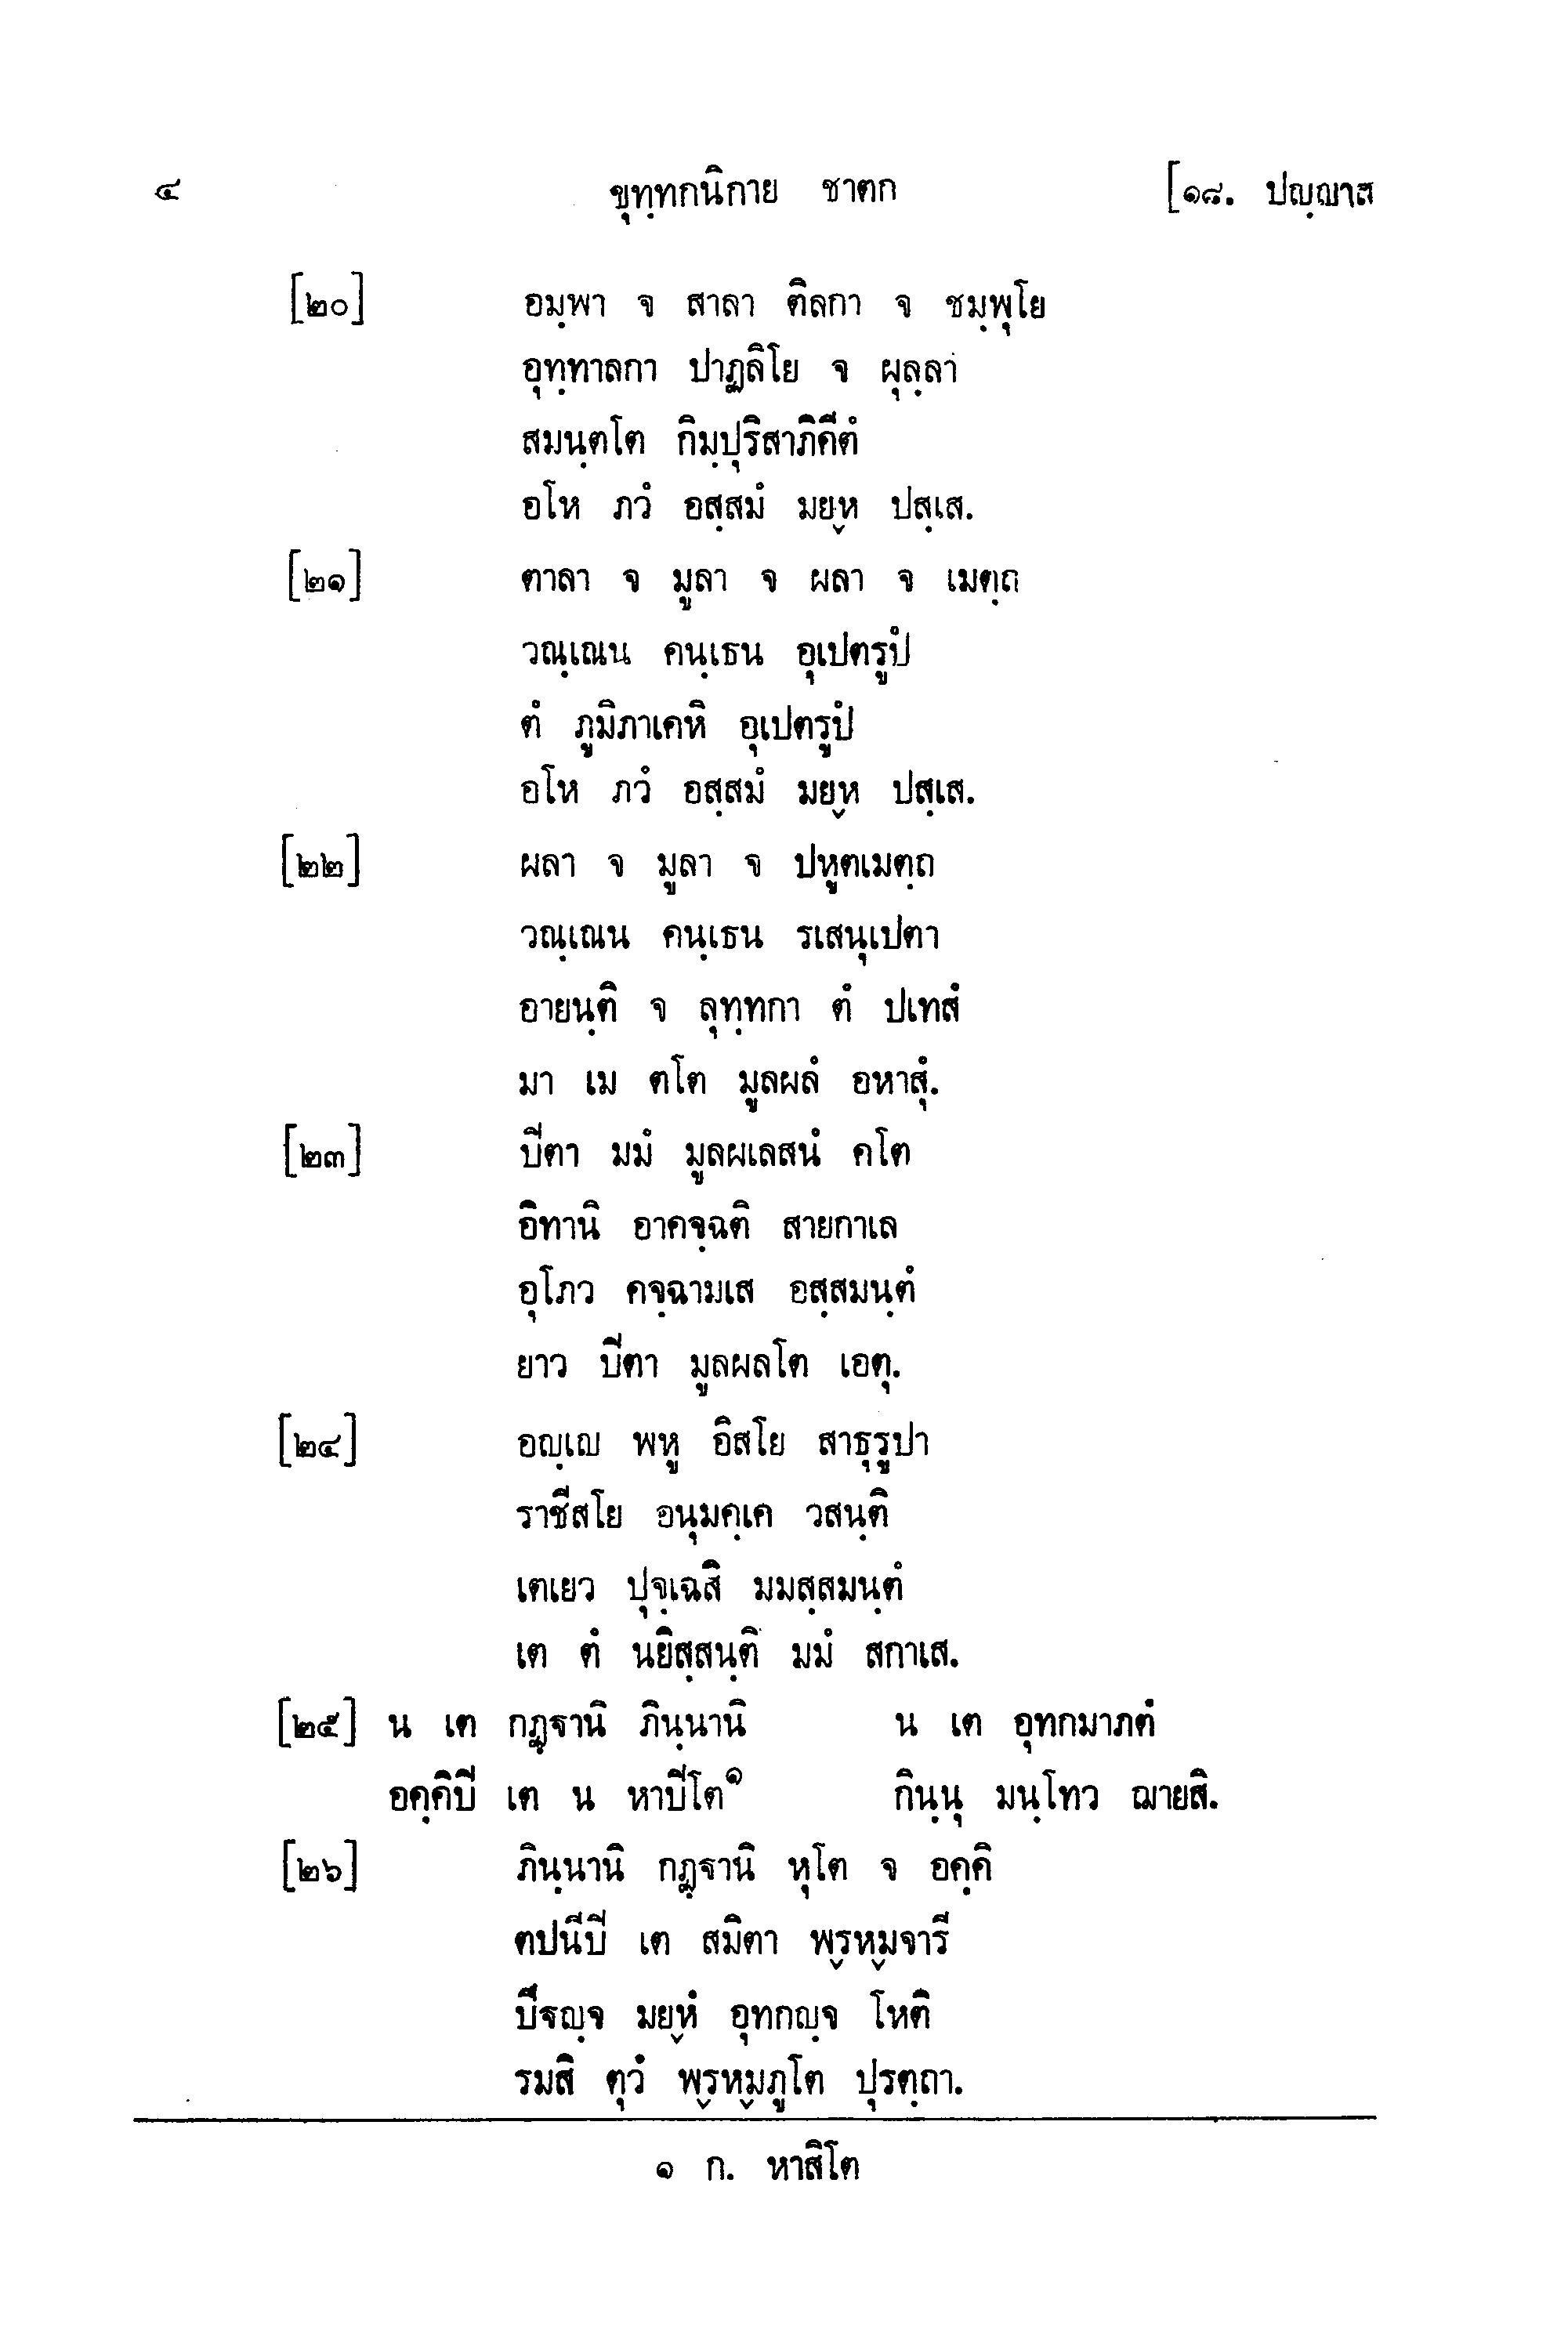 ๔ ขุทฺทกนิกาย ชาตก [๑๘. ปญฺญาส
[๒๐] อมฺพา จ สาลา ติลกา จ ชมฺพุโย
อุทฺทาลกา ปาฏลิโย จ ผุลฺลา
สมนฺตโต กิมฺปุริสาภิคีตํ
อโห ภวํ อสฺสมํ มยฺห ปสฺเส.
[๒๑] ตาลา จ มูลา จ ผลา จ เมตฺถ
วณฺเณน คนฺเธน อุเปตรูปํ
ตํ ภูมิภาเคหิ อุเปตรูปํ
อโห ภวํ อสฺสมํ มยฺห ปสฺเส.
[๒๒] ผลา จ มูลา จ ปหูตเมตฺถ
วณฺเณน คนฺเธน รเสนุเปตา
อายนฺติ จ ลุทฺทกา ตํ ปเทสํ
มา เม ตโต มูลผลํ อหาสุํ.
[๒๓] ปิตา มมํ มูลผเลสนํ คโต
อิทานิ อาคจฺฉติ สายกาเล
อุโภว คจฺฉามเส อสฺสมนฺตํ
ยาว ปิตา มูลผลโต เอตุ.
[๒๔] อญฺเญ พหู อิสโย สาธุรูปา
ราชีสโย อนุมคฺเค วสนฺติ
เตเยว ปุจฺเฉสิ มมสฺสมนฺตํ
เต ตํ นยิสฺสนฺติ มมํ สกาเส.
[๒๕] น เต กฏฺฐานิ ภินฺนานิ น เต อุทกมาภตํ
อคฺคิปิ เต น หาปิโต๑ กินฺนุ มนฺโทว ฌายสิ.
[๒๖] ภินฺนานิ กฏฺฐานิ หุโต จ อคฺคิ
ตปนีปิ เต สมิตา พฺรหฺมจารี
ปีฐญฺจ มยฺหํ อุทกญฺจ โหติ
รมสิ ตุวํ พฺรหฺมภูโต ปุรตฺถา.
๑ ก. หาสิโต